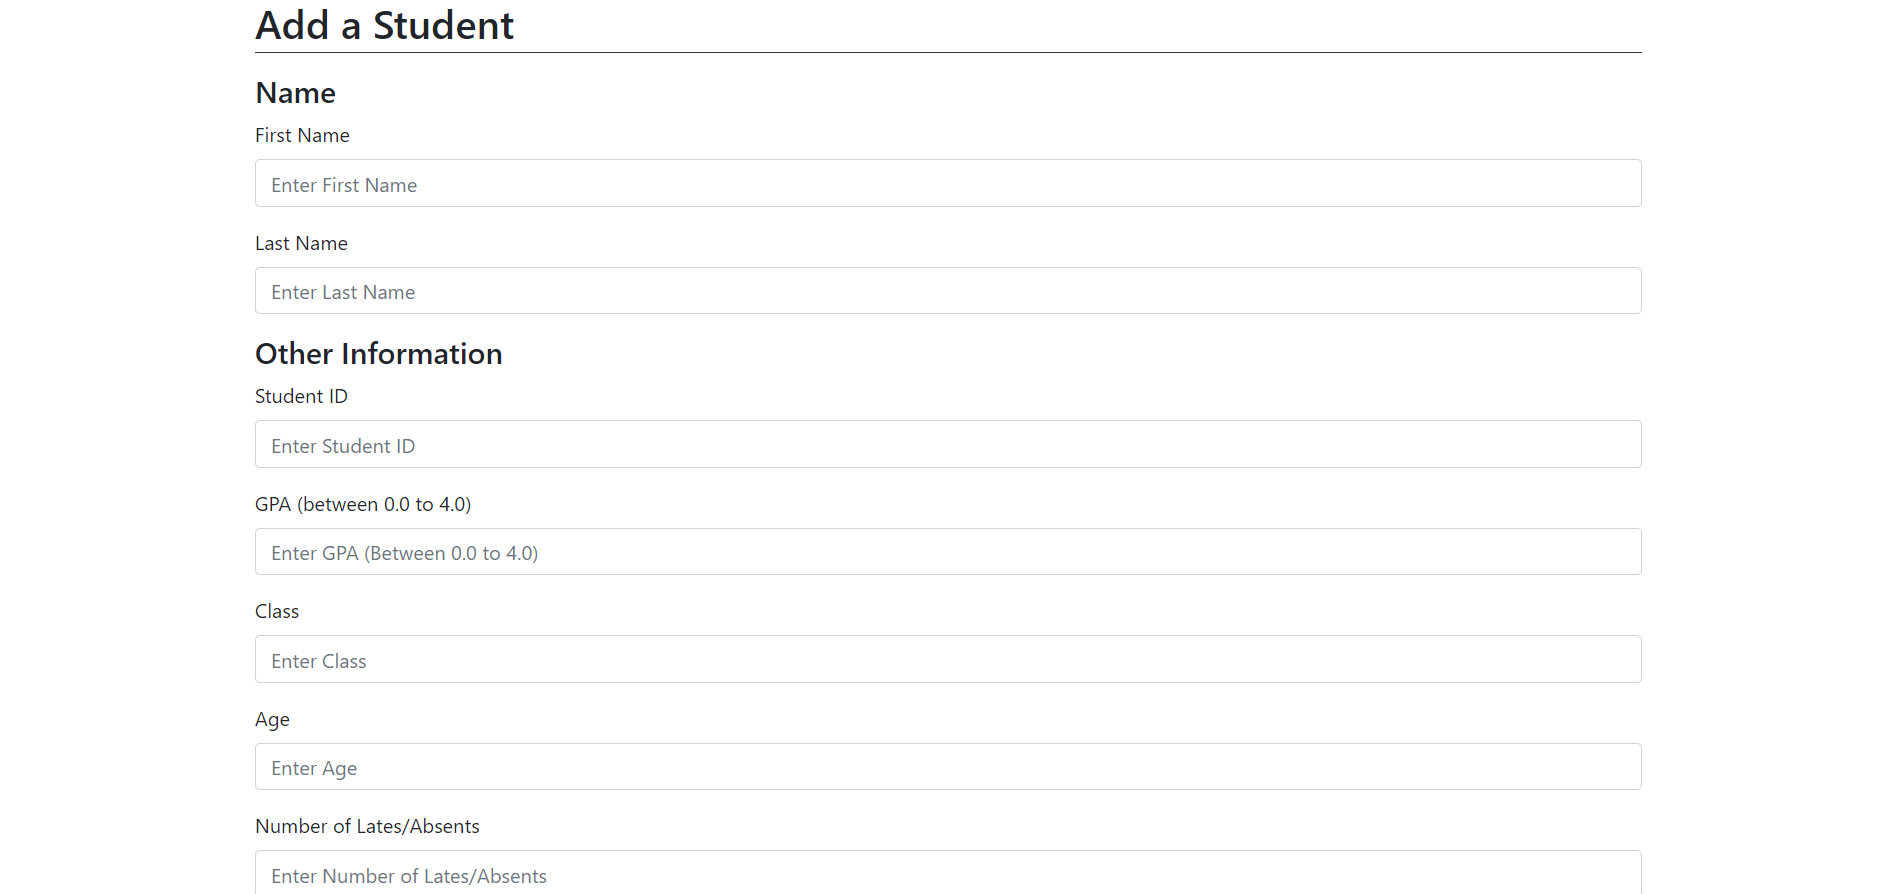 Add a Student
Name
First Name
Enter First Name
Last Name
Enter Last Name
Other Information
Student ID
Enter Student ID
GPA (between 0.0 to 4.0)
Enter GPA (Between 0.0 to 4.0)
Class
Enter Class
Age
Enter Age
Number of Lates/Absents
Enter Number of Lates/Absents